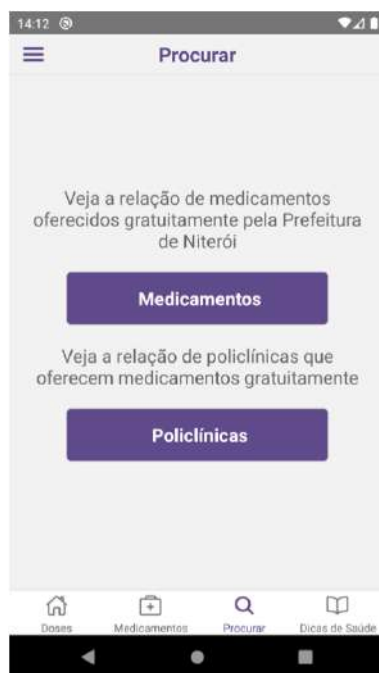 14:12
Procurar
Veja a relação de medicamentos
oferecidos gratuitamente pela Prefeitura
de Niterói
Medicamentos
Veja a relação de policlínicas que
oferecem medicamentos gratuitamente
Policlínicas
Doses Medicamentos Procurar Dicas de Saúde